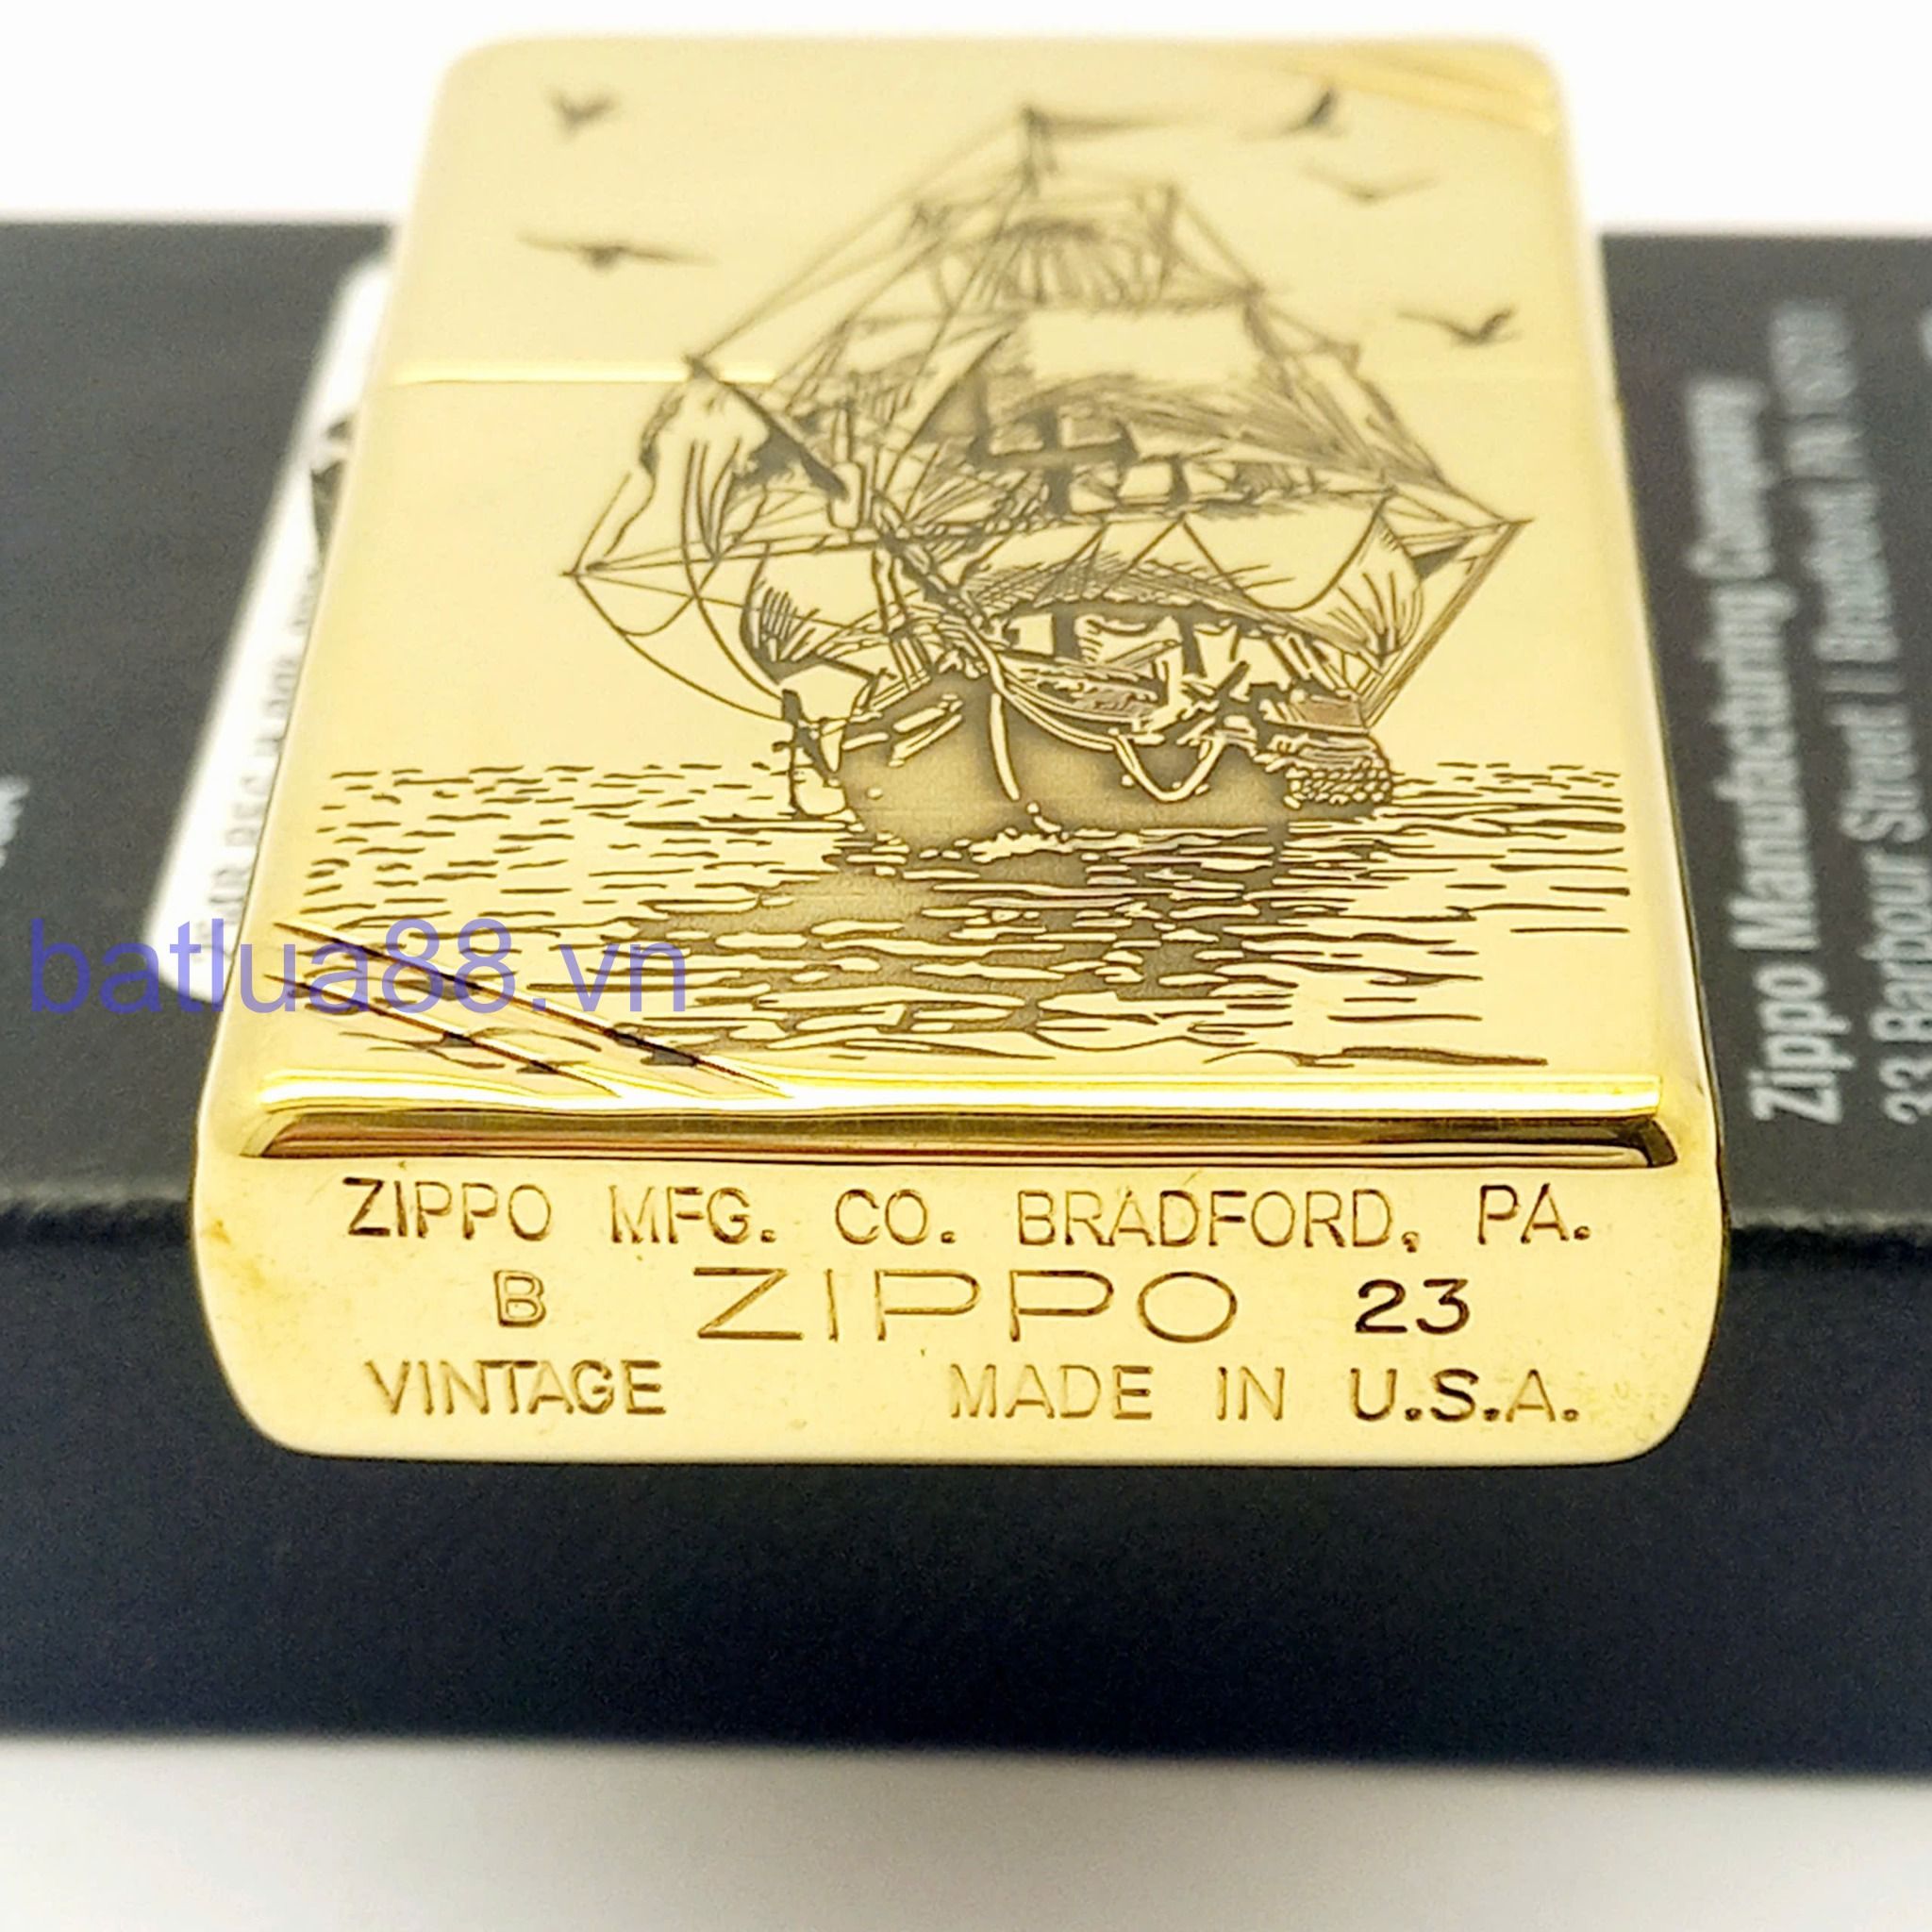 batlua88.vn
ZIPPO MFG. CO. BRADFORD, PA.
B ZIPPO 23
VINTAGE MADE IN U.S.A.
Zippo Manufacturing Company
33 Barbour Street / Bradford, PA